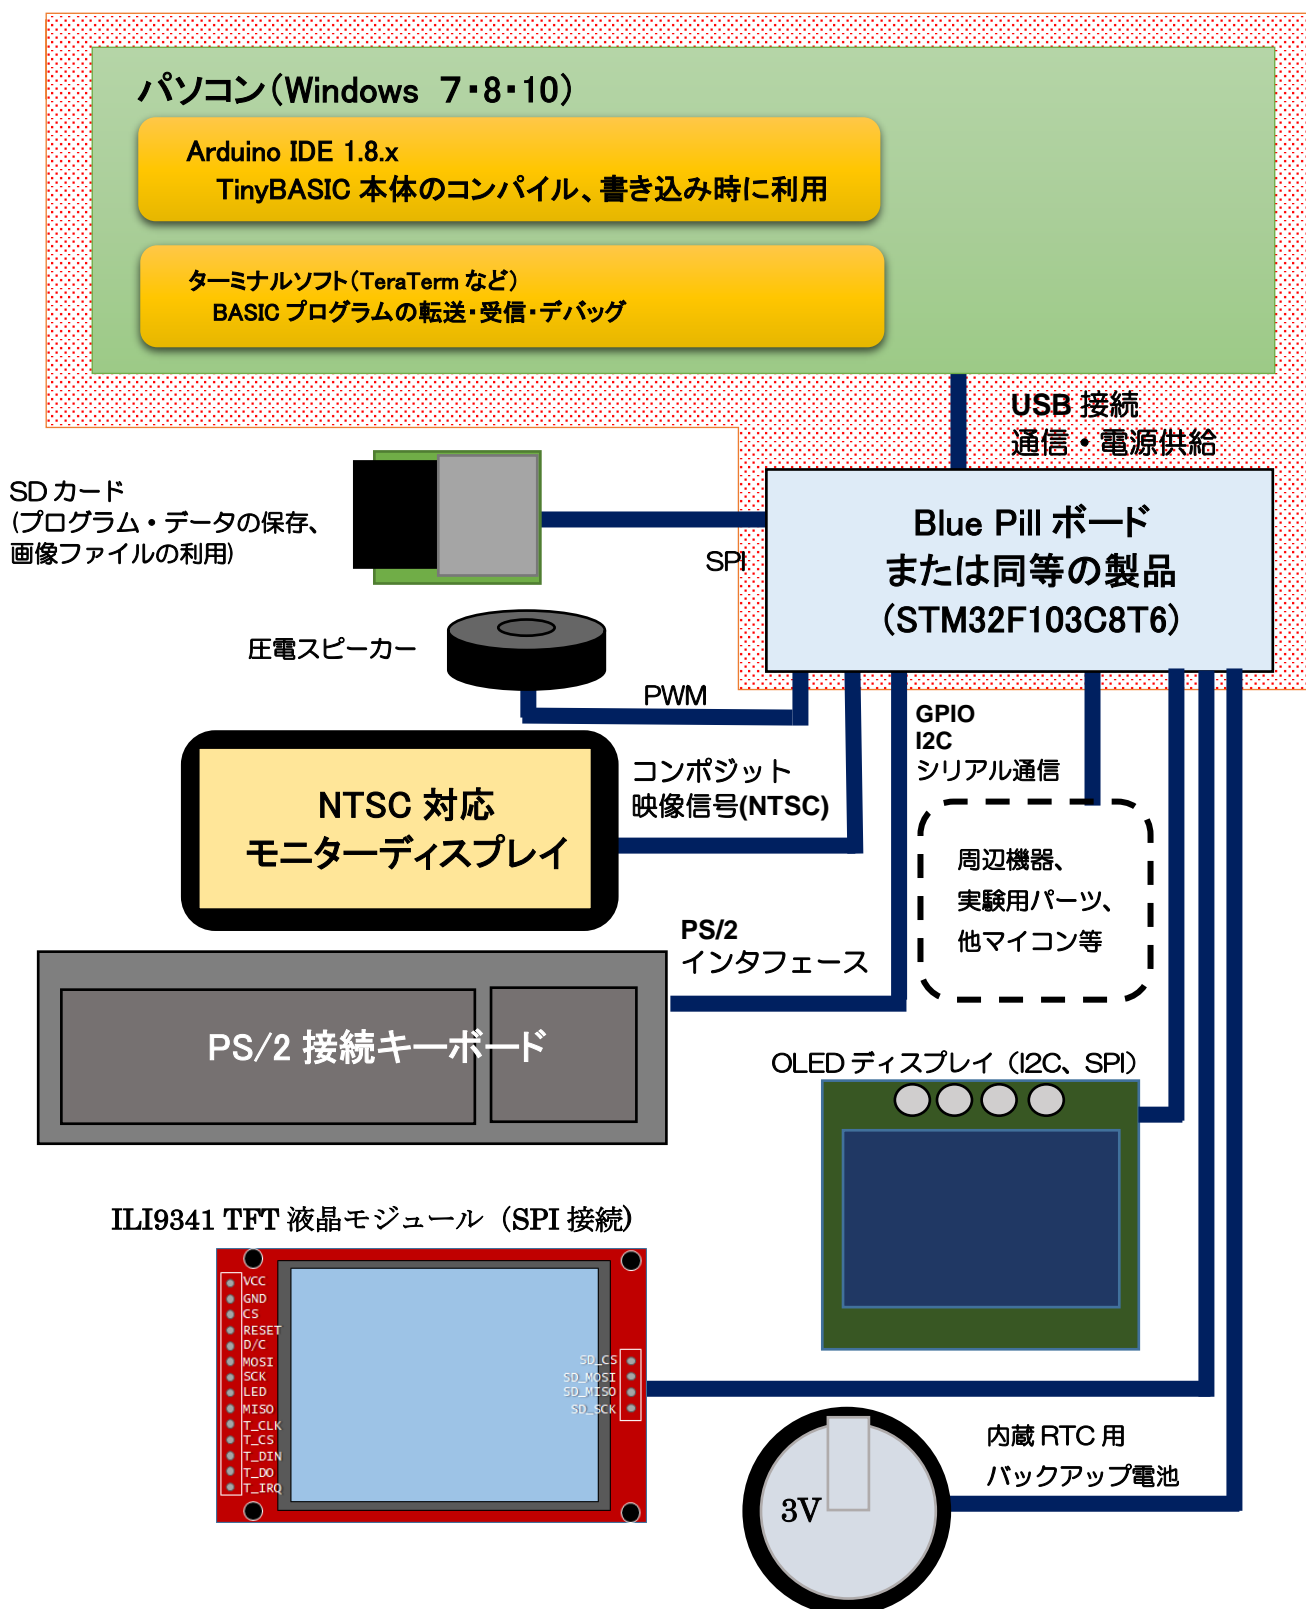 パソコン（Windows 7・8・10）
Arduino IDE 1.8.x
TinyBASIC 本体のコンパイル、書き込み時に利用
ターミナルソフト（TeraTerm など）
BASIC プログラムの転送・受信・デバッグ
USB 接続
通信・電源供給
SD カード
(プログラム・データの保存、
画像ファイルの利用)
SPI
Blue Pill ボード
または同等の製品
（STM32F103C8T6）
圧電スピーカー
PWM
GPIO
I2C
シリアル通信
NTSC 対応
モニターディスプレイ
コンポジット
映像信号(NTSC)
周辺機器、
実験用パーツ、
他マイコン等
PS/2
インタフェース
PS/2 接続キーボード
OLED ディスプレイ（I2C、SPI）
ILI9341 TFT 液晶モジュール（SPI 接続)
VCC
GND
CS
RESET
D/C
MOSI
SCK
LED
MISO
T_CLK
T_CS
T_DIN
T_DO
T_IRQ
SD_CS
SD_MOSI
SD_MISO
SD_SCK
内蔵 RTC 用
バックアップ電池
3V